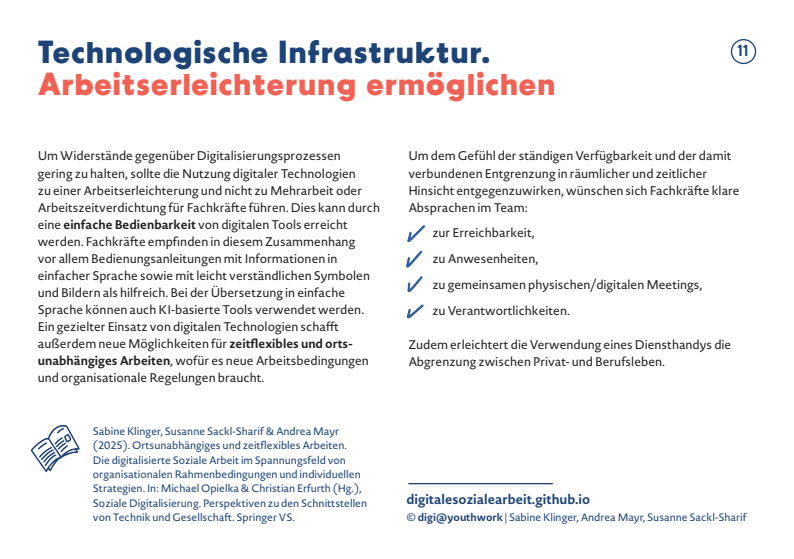 Technologische Infrastruktur.
Arbeitserleichterung ermöglichen
11
Um Widerstände gegenüber Digitalisierungsprozessen
gering zu halten, sollte die Nutzung digitaler Technologien
zu einer Arbeitserleichterung und nicht zu Mehrarbeit oder
Arbeitszeitverdichtung für Fachkräfte führen. Dies kann durch
eine einfache Bedienbarkeit von digitalen Tools erreicht
werden. Fachkräfte empfinden in diesem Zusammenhang
vor allem Bedienungsanleitungen mit Informationen in
einfacher Sprache sowie mit leicht verständlichen Symbolen
und Bildern als hilfreich. Bei der Übersetzung in einfache
Sprache können auch KI-basierte Tools verwendet werden.
Ein gezielter Einsatz von digitalen Technologien schafft
außerdem neue Möglichkeiten für zeitflexibles und orts-
unabhängiges Arbeiten, wofür es neue Arbeitsbedingungen
und organisationale Regelungen braucht.
Um dem Gefühl der ständigen Verfügbarkeit und der damit
verbundenen Entgrenzung in räumlicher und zeitlicher
Hinsicht entgegenzuwirken, wünschen sich Fachkräfte klare
Absprachen im Team:
zur Erreichbarkeit,
zu Anwesenheiten,
zu gemeinsamen physischen/digitalen Meetings,
zu Verantwortlichkeiten.
Zudem erleichtert die Verwendung eines Diensthandys die
Abgrenzung zwischen Privat- und Berufsleben.
Sabine Klinger, Susanne Sackl-Sharif & Andrea Mayr
(2025). Ortsunabhängiges und zeitflexibles Arbeiten.
Die digitalisierte Soziale Arbeit im Spannungsfeld von
organisationalen Rahmenbedingungen und individuellen
Strategien. In: Michael Opielka & Christian Erfurth (Hg.),
Soziale Digitalisierung. Perspektiven zu den Schnittstellen
von Technik und Gesellschaft. Springer VS.
digitalesozialearbeit.github.io
© digi@youthwork | Sabine Klinger, Andrea Mayr, Susanne Sackl-Sharif